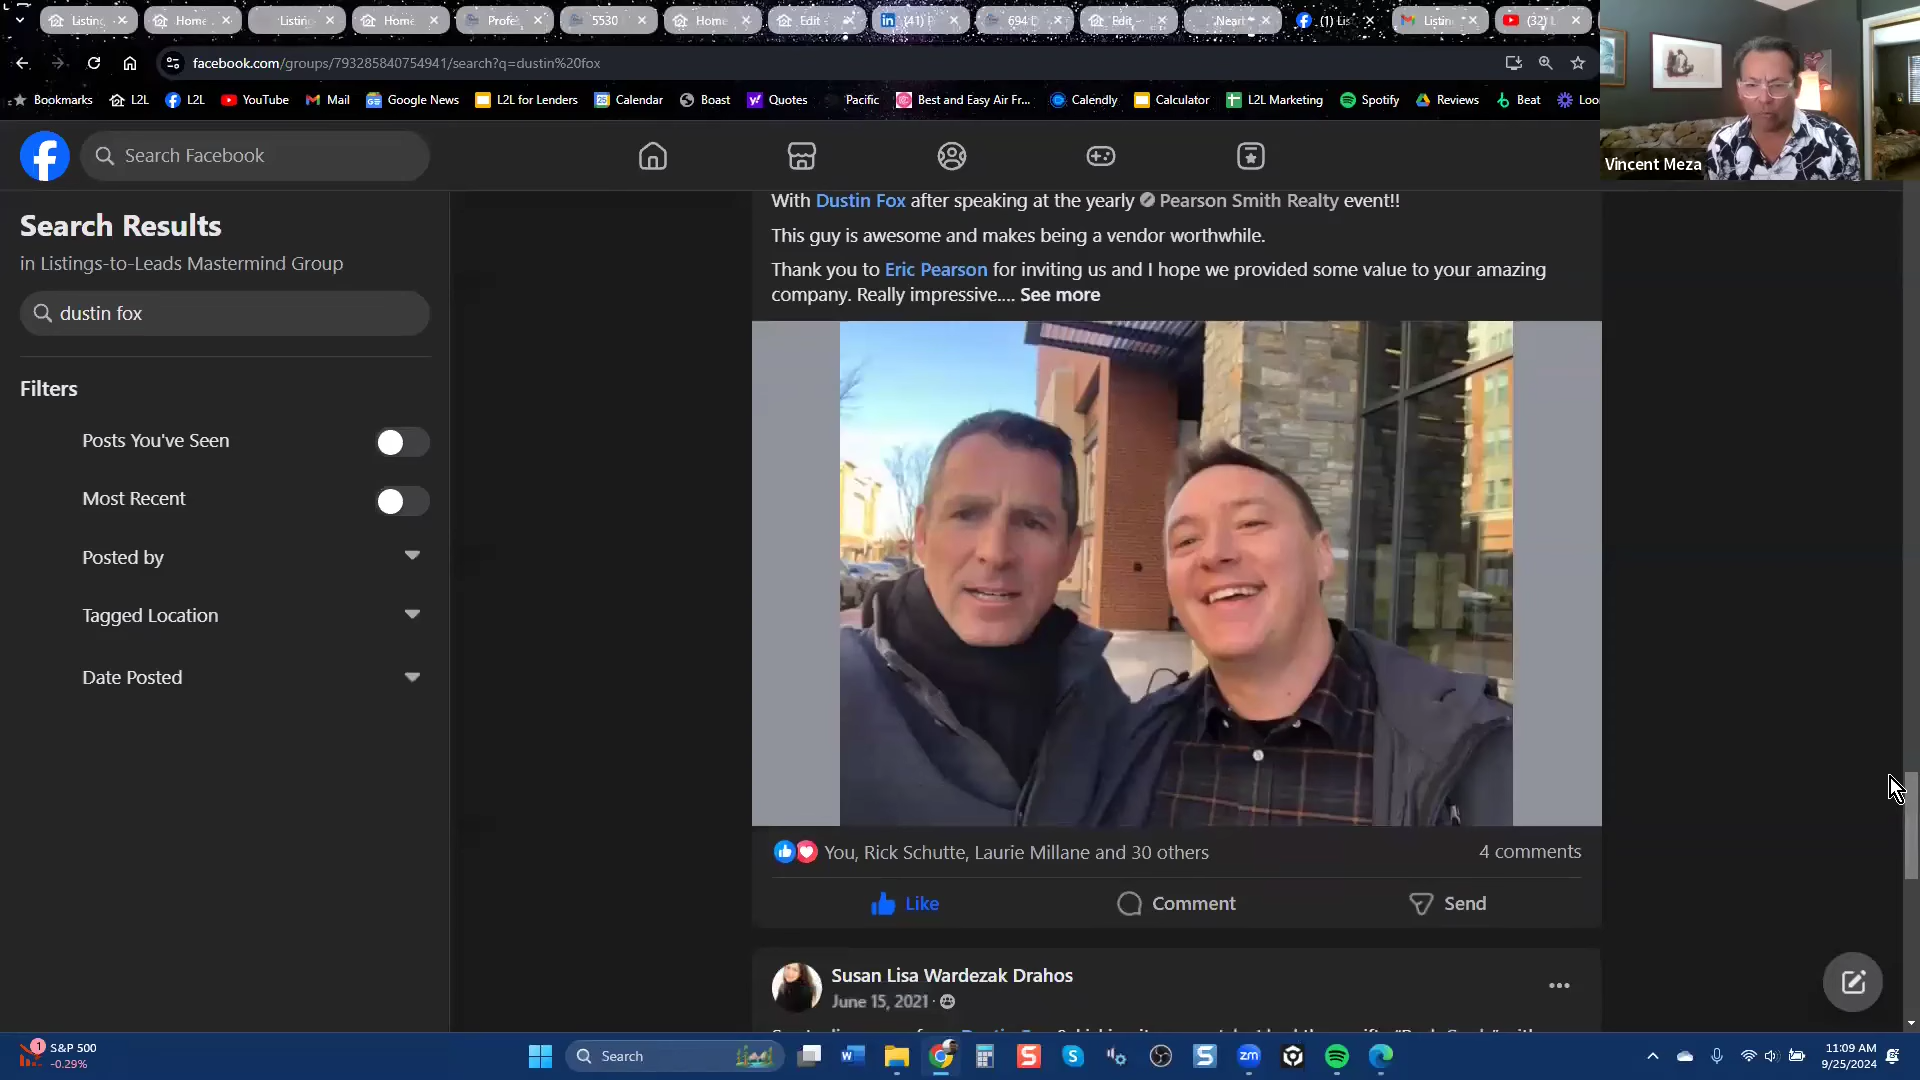 Listing
Home
Listin
Home
Profe
5530
Home
Edit -
(41)
694
Edit –
Near
(1) Lis
Listin
(32)
facebook.com/groups/793285840754941/search?q=dustin%20fox
Bookmarks L2L L2L YouTube Mail Google News L2L for Lenders Calendar Boast Quotes Pacific Best and Easy Air Fr... Calendly Calculator L2L Marketing Spotify Reviews Beat Loo
Vincent Meza
Search Facebook
Search Results
in Listings-to-Leads Mastermind Group
dustin fox
Filters
Posts You've Seen
Most Recent
Posted by
Tagged Location
Date Posted
With Dustin Fox after speaking at the yearly Pearson Smith Realty event!!
This guy is awesome and makes being a vendor worthwhile.
Thank you to Eric Pearson for inviting us and I hope we provided some value to your amazing
company. Really impressive.... See more
You, Rick Schutte, Laurie Millane and 30 others
4 comments
Like Comment Send
Susan Lisa Wardezak Drahos
June 15, 2021
1
S&P 500
-0.29%
Search
zm
11:09 AM
9/25/2024